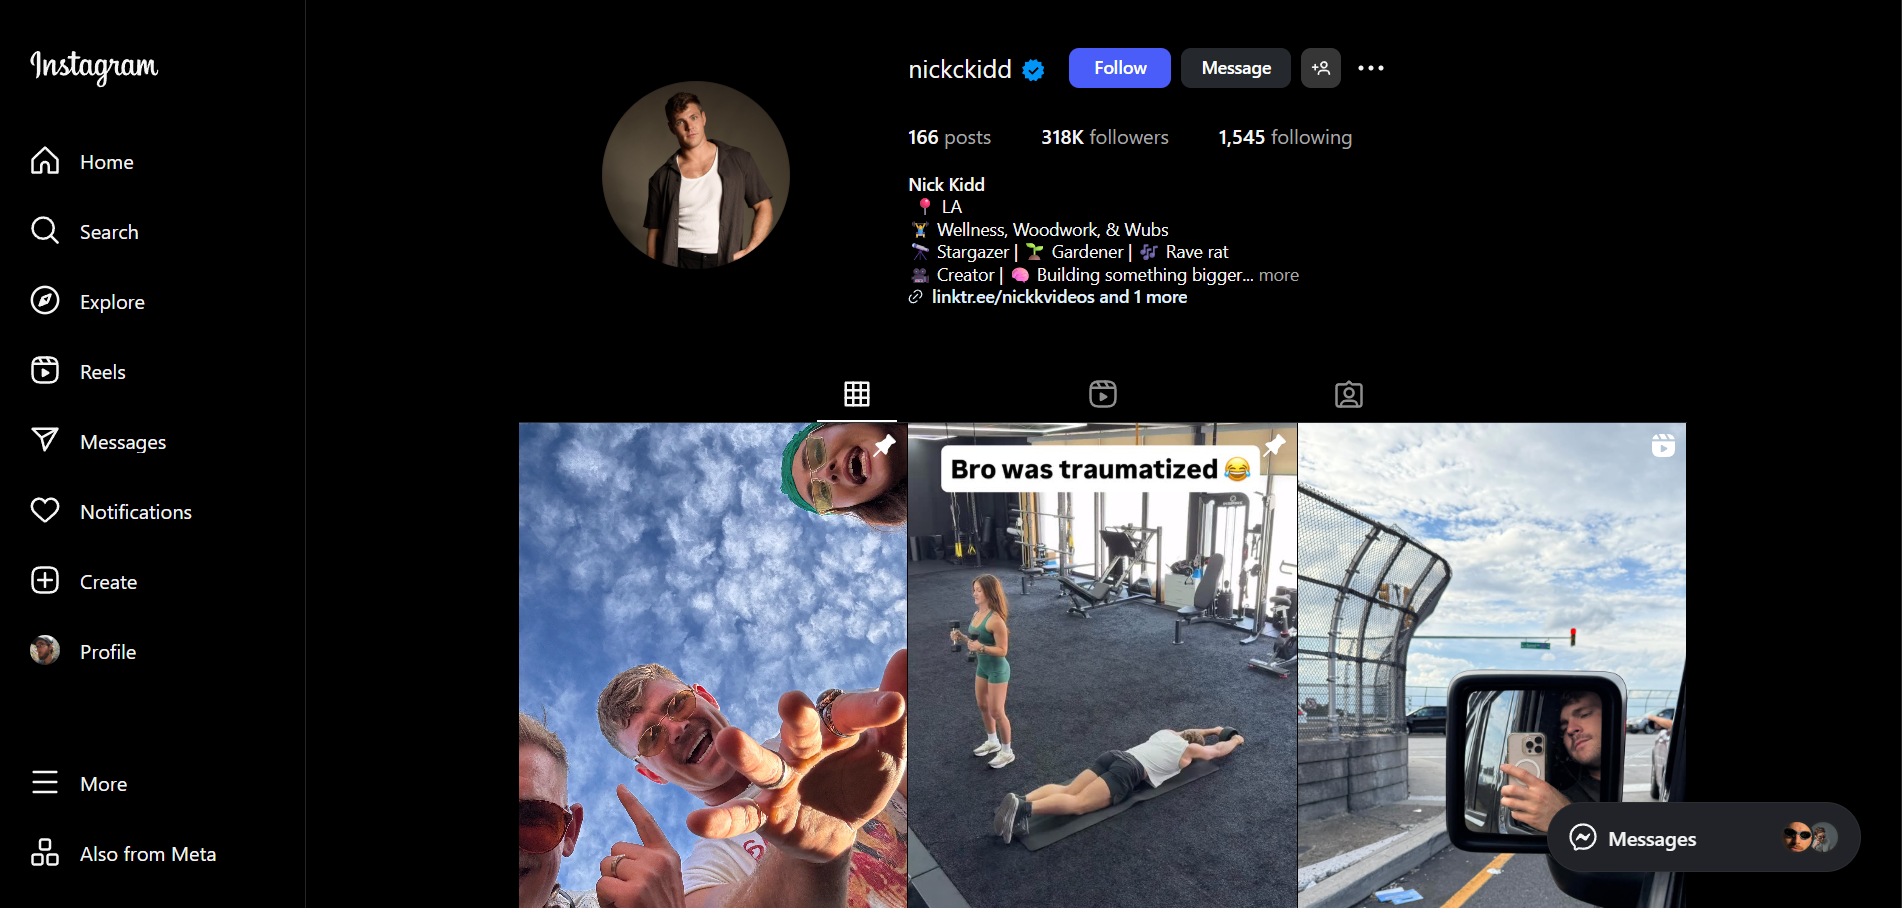 Instagram
Home
Search
Explore
Reels
Messages
Notifications
Create
Profile
More
Also from Meta
nickckidd
Follow
Message
166 posts 318K followers 1,545 following
Nick Kidd
📍 LA
🏋️ Wellness, Woodwork, & Wubs
🔭 Stargazer | 🌱 Gardener | 🎶 Rave rat
🎥 Creator | 🧠 Building something bigger... more
linktr.ee/nickkvideos and 1 more
Bro was traumatized 😂
Messages